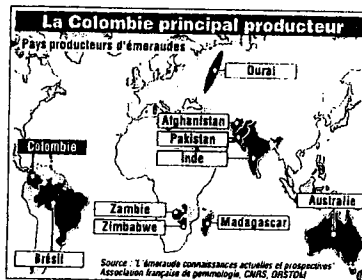 La Colombie principal producteur
Pays producteurs d'émeraudes
Oural
Afghanistan
Pakistan
Inde
Colombie
Australie
Zambie
Zimbabwe
Madagascar
Brésil
Source : "L'émeraude connaissances actuelles et prospectives"
Association française de gemmologie, CNRS, ORSTOM